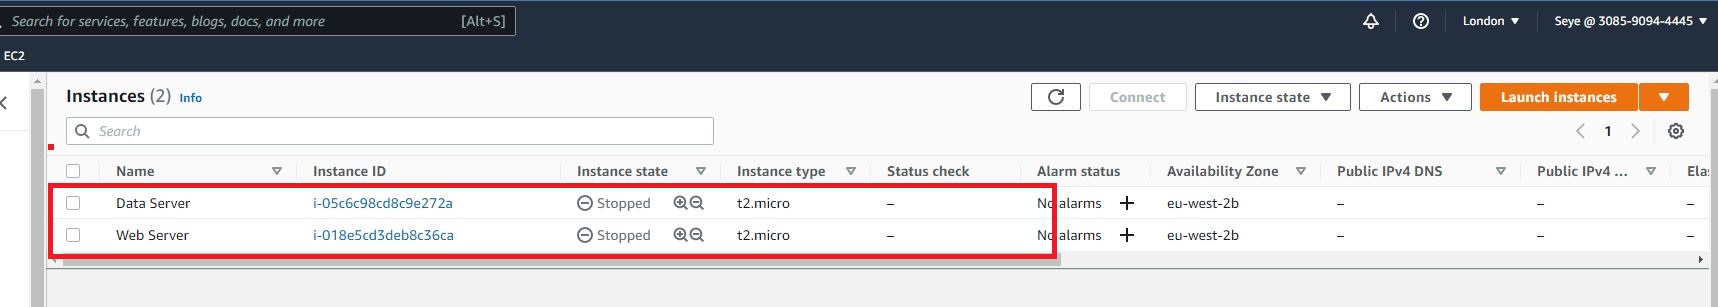 Search for services, features, blogs, docs, and more [Alt+S] London Seye @ 3085-9094-4445
EC2
Instances (2) Info Connect Instance state Actions Launch instances
Search 1
Name Instance ID Instance state Instance type Status check Alarm status Availability Zone Public IPv4 DNS Public IPv4 ... Elas
Data Server i-05c6c98cd8c9e272a Stopped t2.micro – No alarms + eu-west-2b – – –
Web Server i-018e5cd3deb8c36ca Stopped t2.micro – No alarms + eu-west-2b – – –